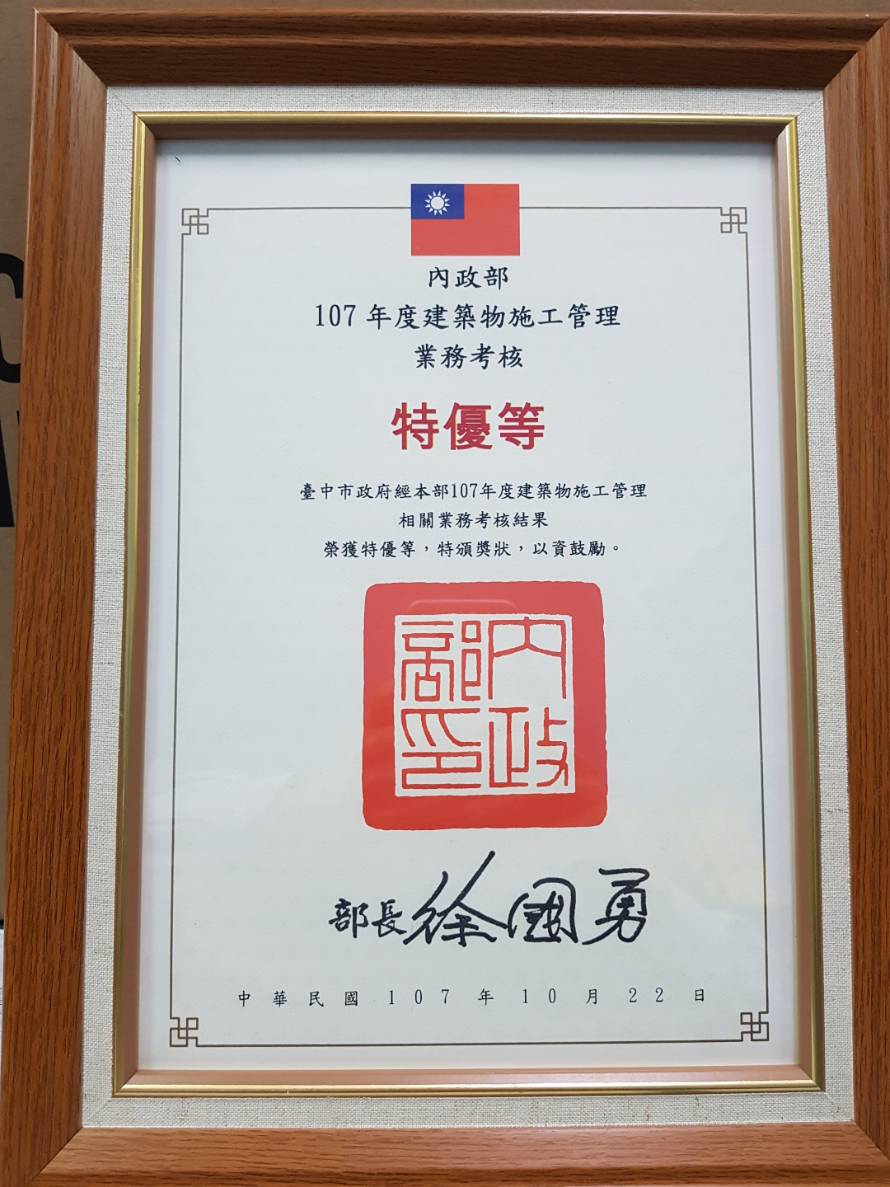 內政部
107 年度建築物施工管理
業務考核
特優等
臺中市政府經本部107年度建築物施工管理
相關業務考核結果
榮獲特優等，特頒獎狀，以資鼓勵。
內政部印
部長徐國勇
中華民國107年10月22日